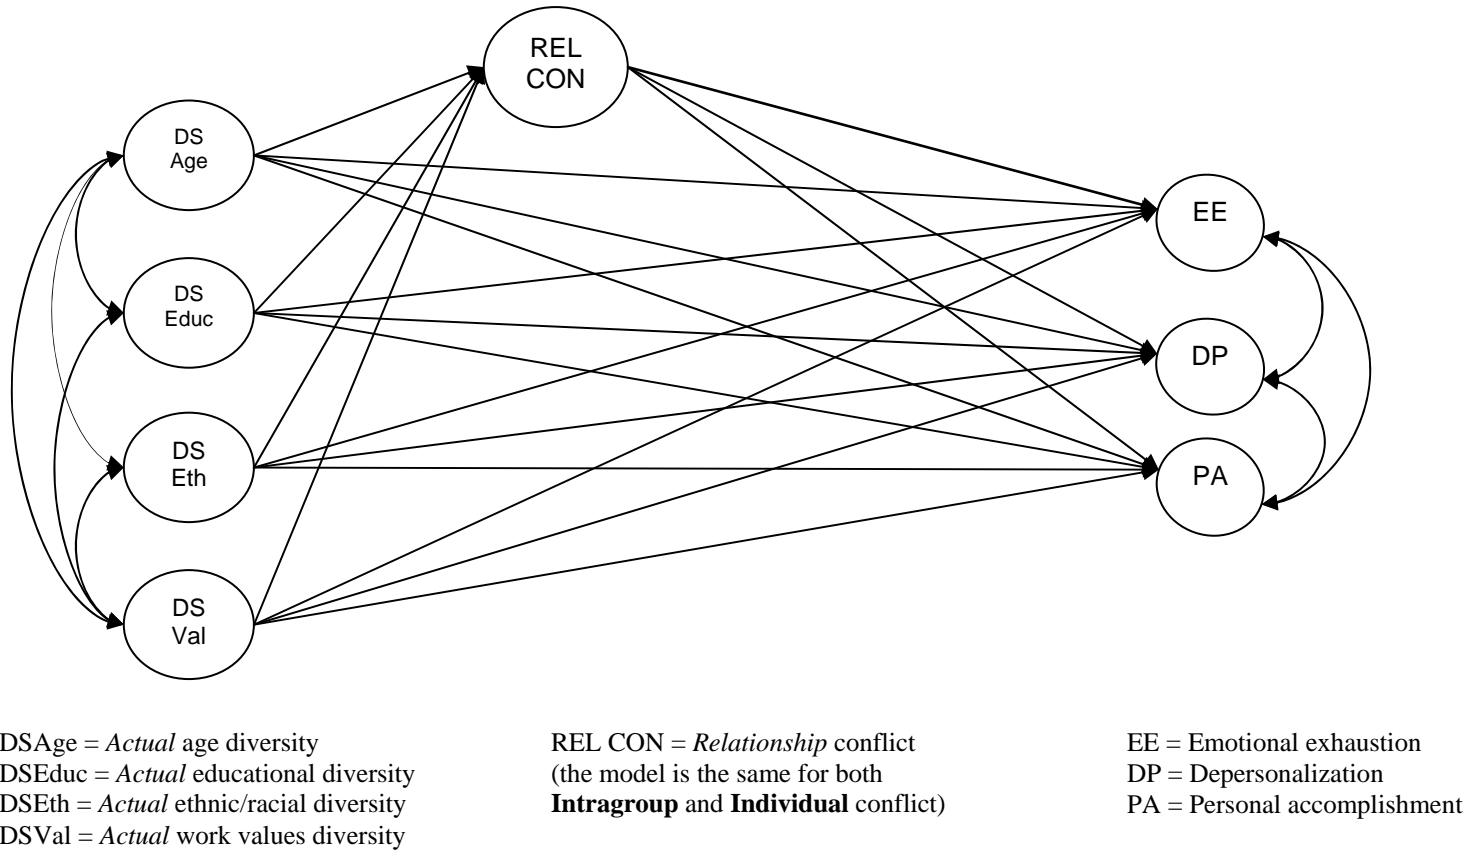 REL
CON
DS
Age
EE
DS
Educ
DP
DS
Eth
PA
DS
Val
DSAge = Actual age diversity
DSEduc = Actual educational diversity
DSEth = Actual ethnic/racial diversity
DSVal = Actual work values diversity
REL CON = Relationship conflict
(the model is the same for both
Intragroup and Individual conflict)
EE = Emotional exhaustion
DP = Depersonalization
PA = Personal accomplishment